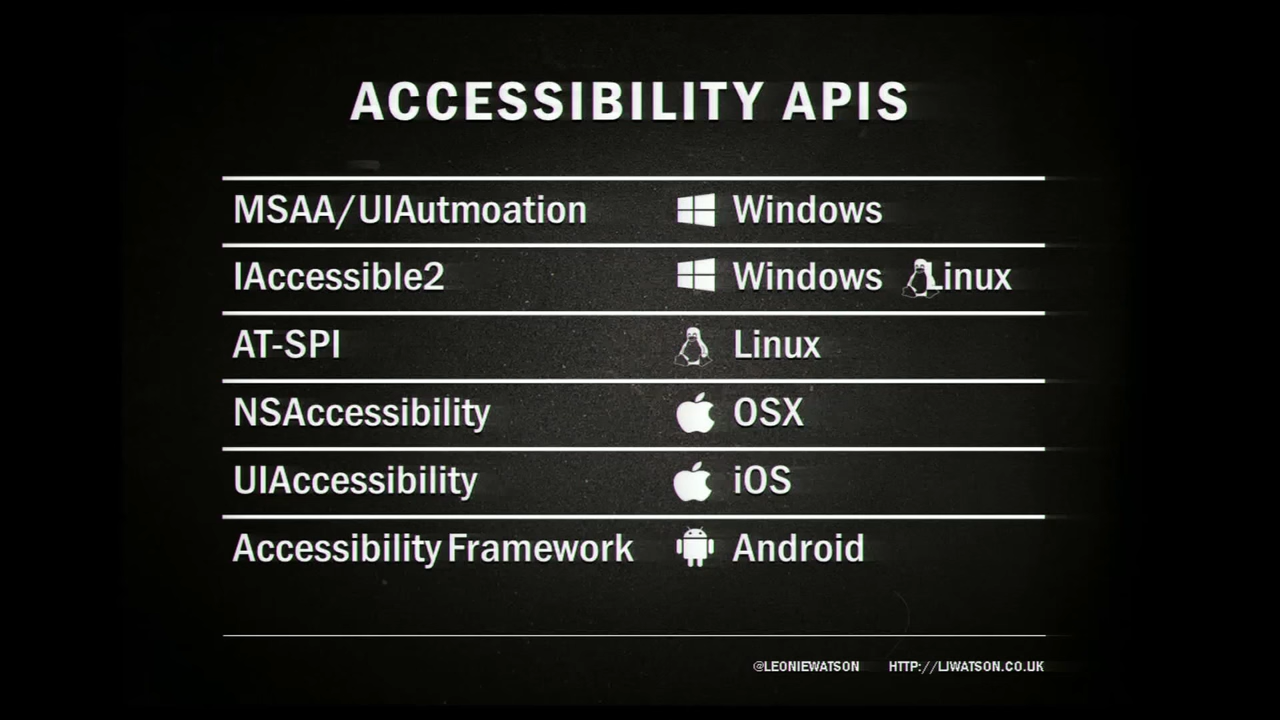 ACCESSIBILITY APIS
MSAA/UIAutmoation Windows
IAccessible2 Windows Linux
AT-SPI Linux
NSAccessibility OSX
UIAccessibility iOS
Accessibility Framework Android
@LEONIEWATSON HTTP://LJWATSON.CO.UK